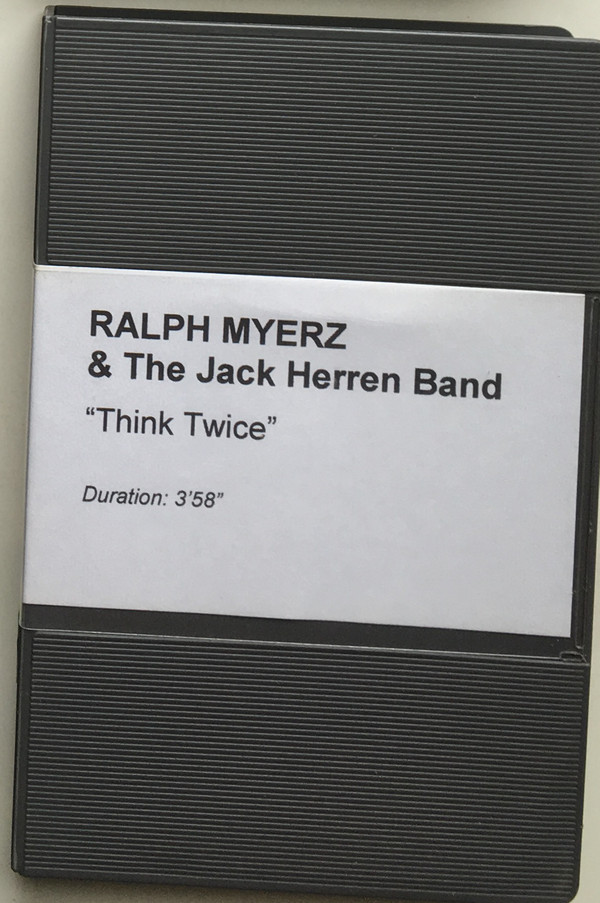 RALPH MYERZ
& The Jack Herren Band
“Think Twice”
Duration: 3’58”